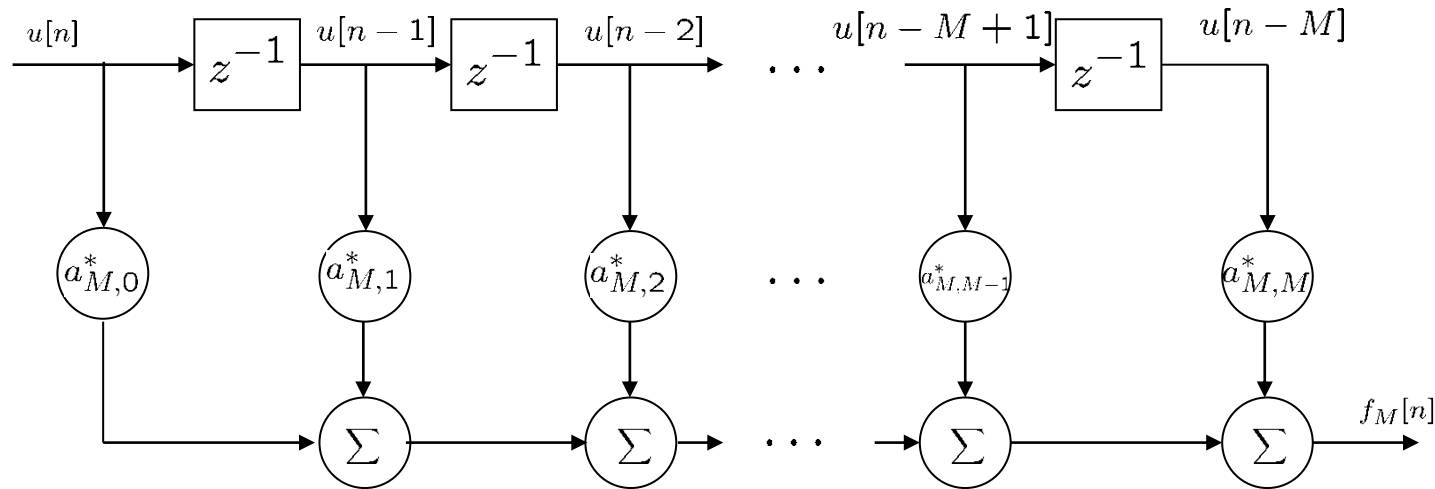 u[n] u[n − 1] u[n − 2] u[n − M + 1] u[n − M]
z⁻¹ z⁻¹ · · · z⁻¹
a*_{M,0} a*_{M,1} a*_{M,2} · · · a*_{M,M−1} a*_{M,M}
f_M[n]
∑ ∑ · · · ∑ ∑